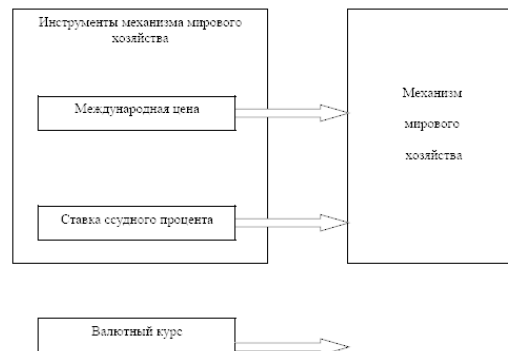 Инструменты механизма мирового
хозяйства
Международная цена
Ставка ссудного процента
Валютный курс
Механизм
мирового
хозяйства